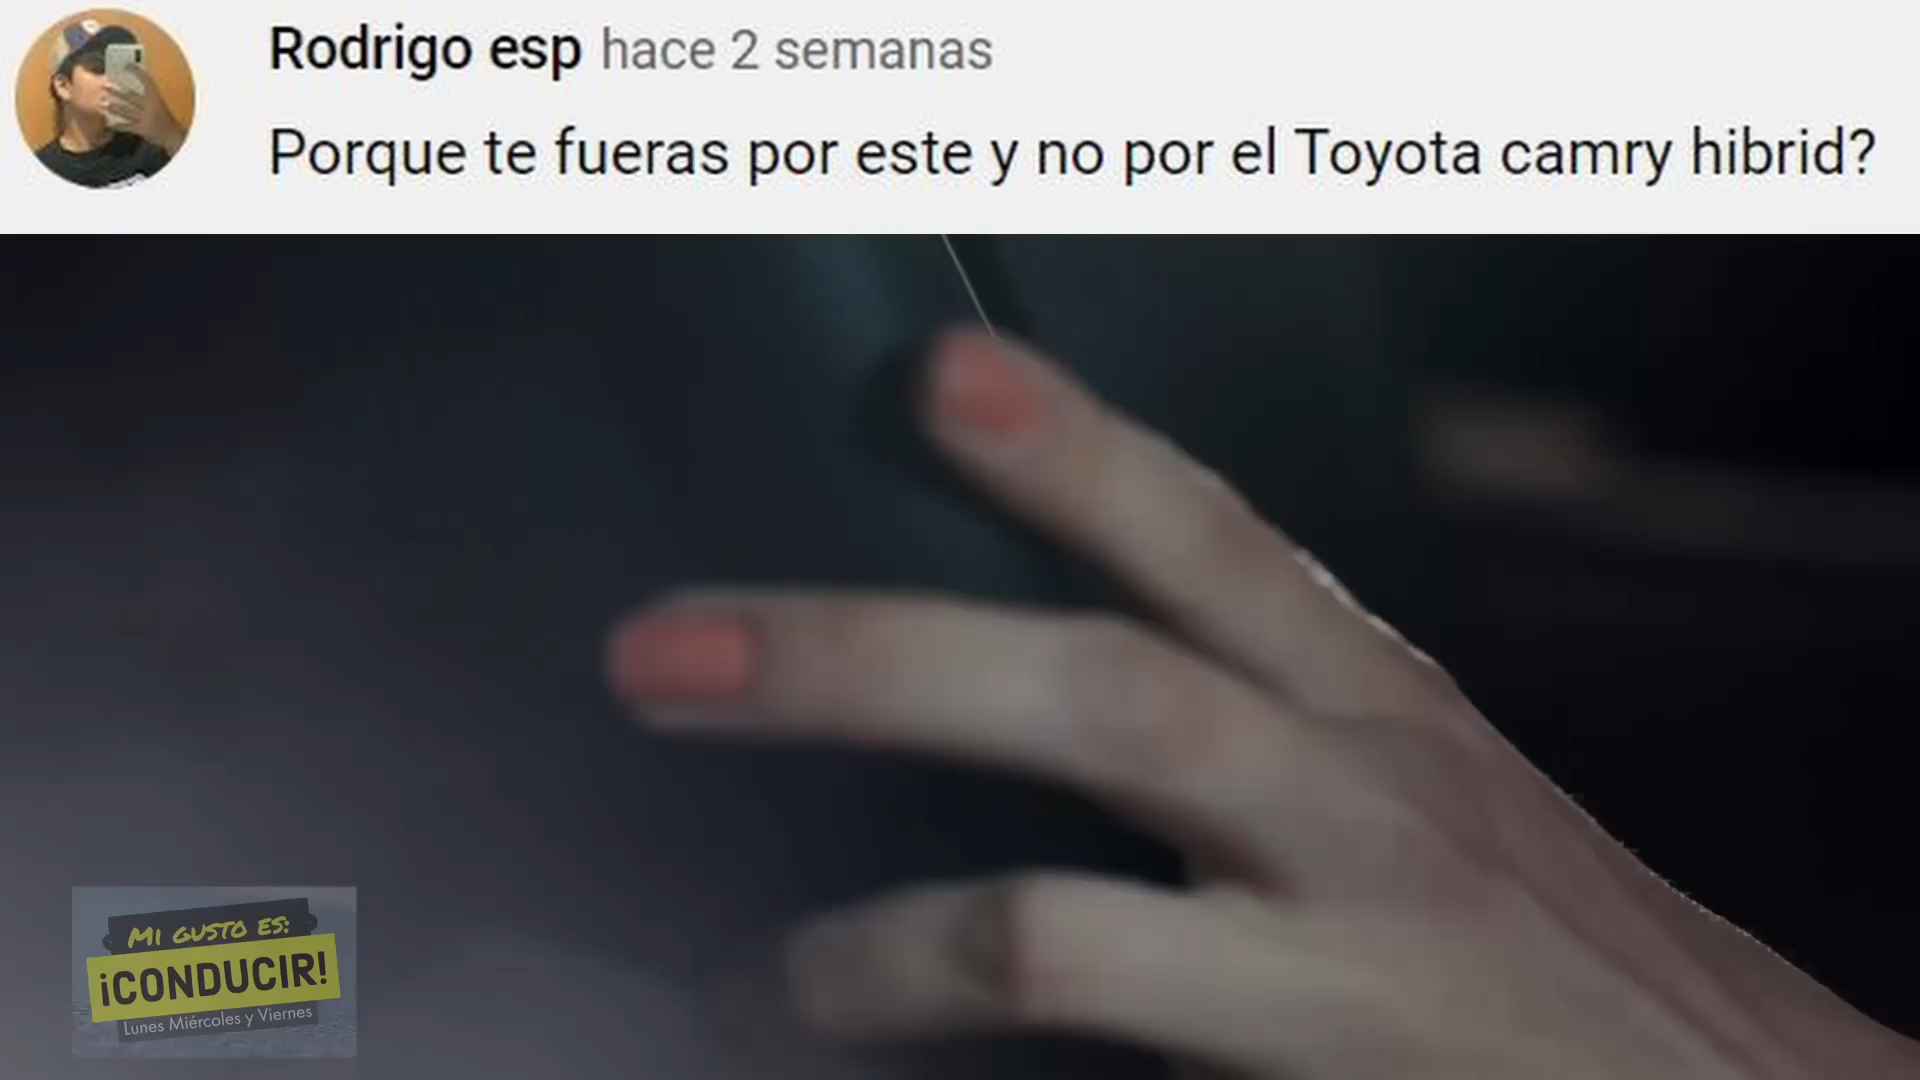 Rodrigo esp hace 2 semanas
Porque te fueras por este y no por el Toyota camry hibrid?
MI GUSTO ES:
¡CONDUCIR!
Lunes Miércoles y Viernes